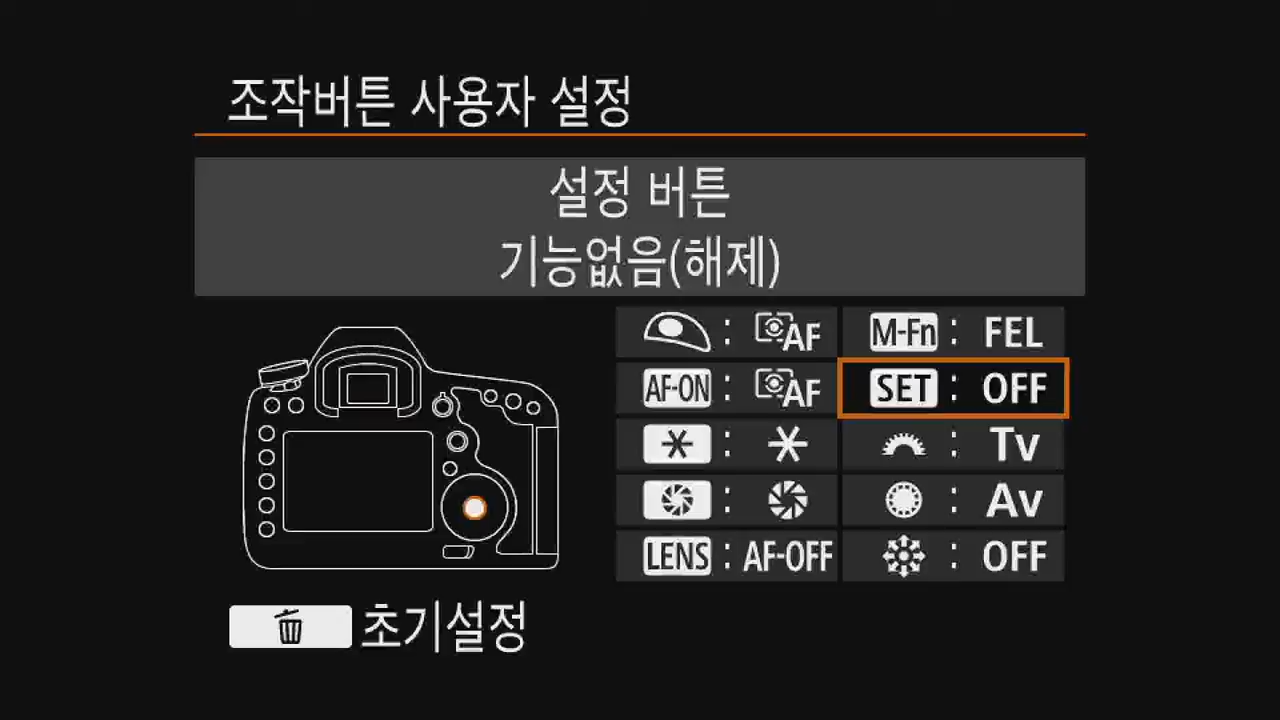 조작버튼 사용자 설정
설정 버튼
기능없음(해제)
: AF M-Fn : FEL
AF-ON : AF SET : OFF
: Tv
: Av
LENS : AF-OFF : OFF
초기설정